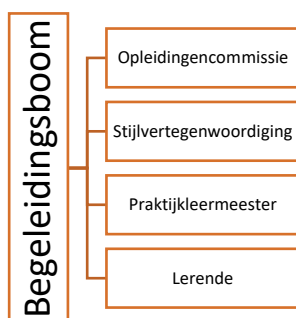 Begeleidingsboom
Opleidingencommissie
Stijlvertegenwoordiging
Praktijkleermeester
Lerende